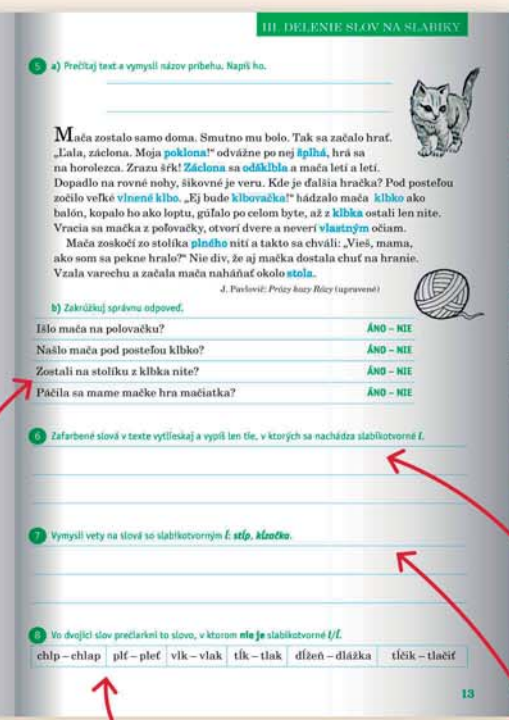 III. DELENIE SLOV NA SLABIKY
5 a) Prečítaj text a vymysli názov príbehu. Napíš ho.
Mača zostalo samo doma. Smutno mu bolo. Tak sa začalo hrať.
„Ľaľa, záclona. Moja poklona!“ odvážne po nej šplhá, hrá sa
na horolezca. Zrazu šŕk! Záclona sa odšklbla a mača letí a letí.
Dopadlo na rovné nohy, šikovné je veru. Kde je ďalšia hračka? Pod posteľou
zočilo veľké vlnené klbo. „Ej bude klbovačka!“ hádzalo mača klbko ako
balón, kopalo ho ako loptu, gúľalo po celom byte, až z klbka ostali len nite.
Vracia sa mačka z poľovačky, otvorí dvere a neverí vlastným očiam.
Mača zoskočí zo stolíka plného nití a takto sa chváli: „Vieš, mama,
ako som sa pekne hralo?“ Nie div, že aj mačka dostala chuť na hranie.
Vzala varechu a začala mača naháňať okolo stola.
J. Pavlovič: Prózy kozy Rózy (upravené)
b) Zakrúžkuj správnu odpoveď.
Išlo mača na poľovačku? ÁNO – NIE
Našlo mača pod posteľou klbko? ÁNO – NIE
Zostali na stolíku z klbka nite? ÁNO – NIE
Páčila sa mame mačke hra mačiatka? ÁNO – NIE
6 Zafarbené slová v texte vytlieskaj a vypíš len tie, v ktorých sa nachádza slabikotvorné l.
7 Vymysli vety na slová so slabikotvorným ĺ: stĺp, kĺzačka.
8 Vo dvojici slov prečiarkni to slovo, v ktorom nie je slabikotvorné l/ĺ.
chlp – chlap plť – pleť vlk – vlak tĺk – tlak dĺžeň – dlážka tĺčik – tlačiť
13